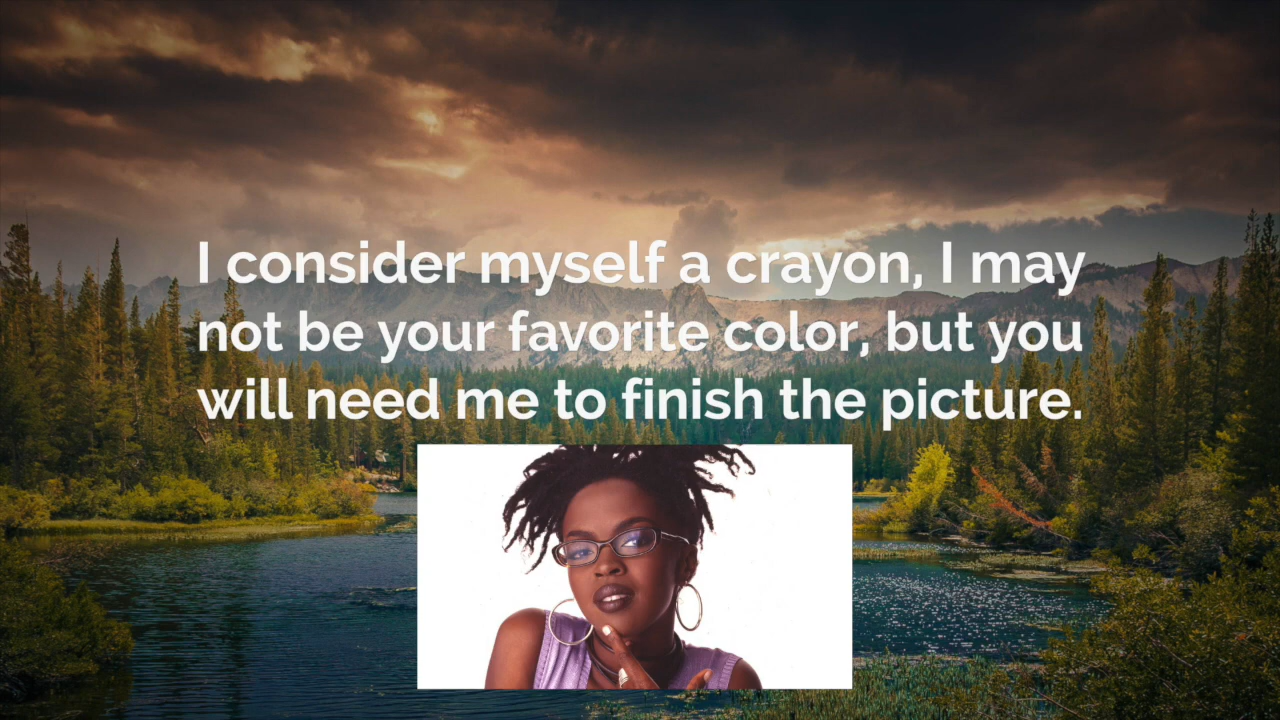 I consider myself a crayon, I may
not be your favorite color, but you
will need me to finish the picture.